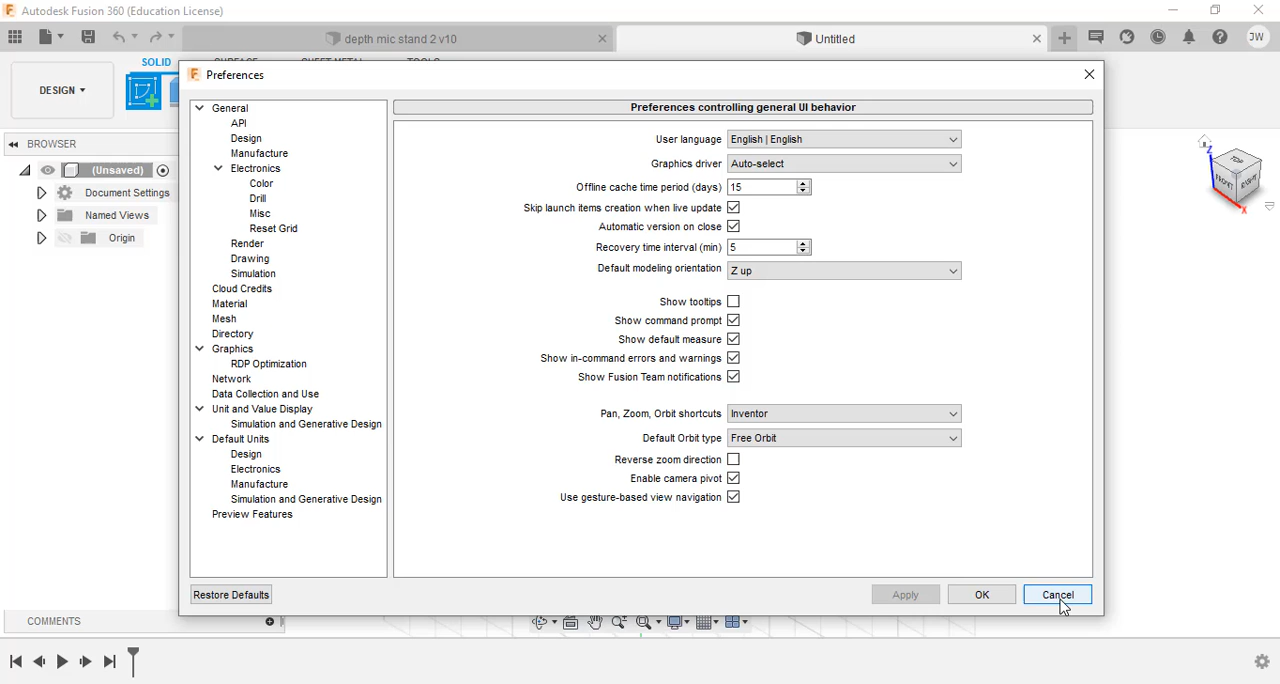 Autodesk Fusion 360 (Education License)
depth mic stand 2 v10
Untitled
JW
SOLID
DESIGN
BROWSER
(Unsaved)
Document Settings
Named Views
Origin
Preferences
General
API
Design
Manufacture
Electronics
Color
Drill
Misc
Reset Grid
Render
Drawing
Simulation
Cloud Credits
Material
Mesh
Directory
Graphics
RDP Optimization
Network
Data Collection and Use
Unit and Value Display
Simulation and Generative Design
Default Units
Design
Electronics
Manufacture
Simulation and Generative Design
Preview Features
Preferences controlling general UI behavior
User language English | English
Graphics driver Auto-select
Offline cache time period (days) 15
Skip launch items creation when live update
Automatic version on close
Recovery time interval (min) 5
Default modeling orientation Z up
Show tooltips
Show command prompt
Show default measure
Show in-command errors and warnings
Show Fusion Team notifications
Pan, Zoom, Orbit shortcuts Inventor
Default Orbit type Free Orbit
Reverse zoom direction
Enable camera pivot
Use gesture-based view navigation
Restore Defaults
Apply
OK
Cancel
Z
TOP
FRONT
RIGHT
X
COMMENTS